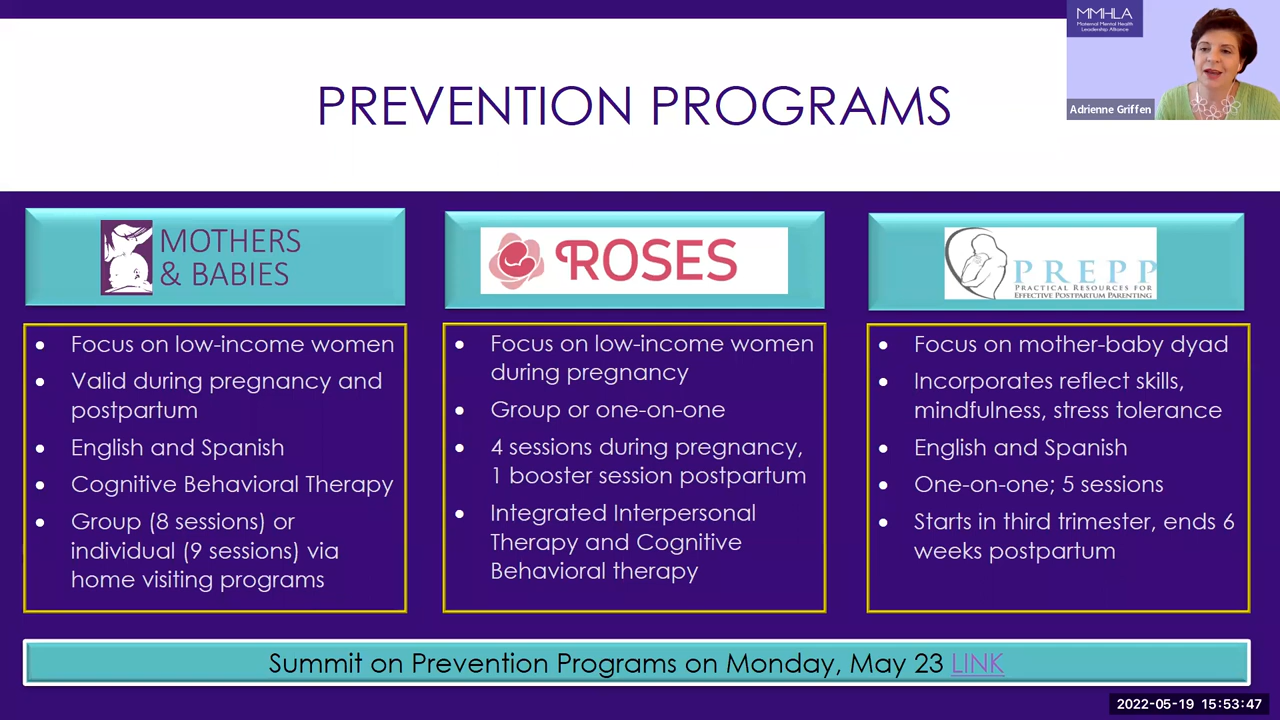 MMHLA
Maternal Mental Health
Leadership Alliance
Adrienne Griffen
PREVENTION PROGRAMS
MOTHERS
& BABIES
• Focus on low-income women
• Valid during pregnancy and
postpartum
• English and Spanish
• Cognitive Behavioral Therapy
• Group (8 sessions) or
individual (9 sessions) via
home visiting programs
ROSES
• Focus on low-income women
during pregnancy
• Group or one-on-one
• 4 sessions during pregnancy,
1 booster session postpartum
• Integrated Interpersonal
Therapy and Cognitive
Behavioral therapy
PREPP
PRACTICAL RESOURCES FOR
EFFECTIVE POSTPARTUM PARENTING
• Focus on mother-baby dyad
• Incorporates reflect skills,
mindfulness, stress tolerance
• English and Spanish
• One-on-one; 5 sessions
• Starts in third trimester, ends 6
weeks postpartum
Summit on Prevention Programs on Monday, May 23 LINK
2022-05-19 15:53:47